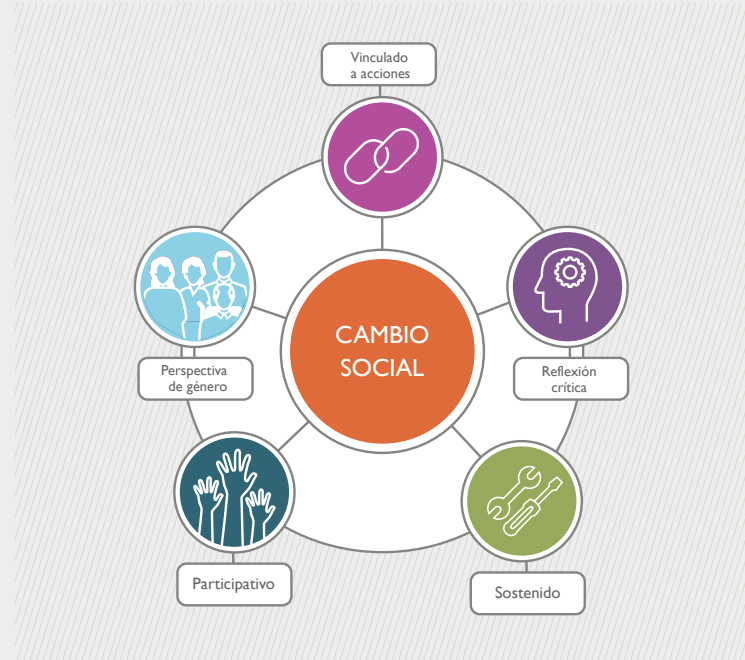 Vinculado
a acciones
CAMBIO
SOCIAL
Perspectiva
de género
Reflexión
crítica
Participativo
Sostenido